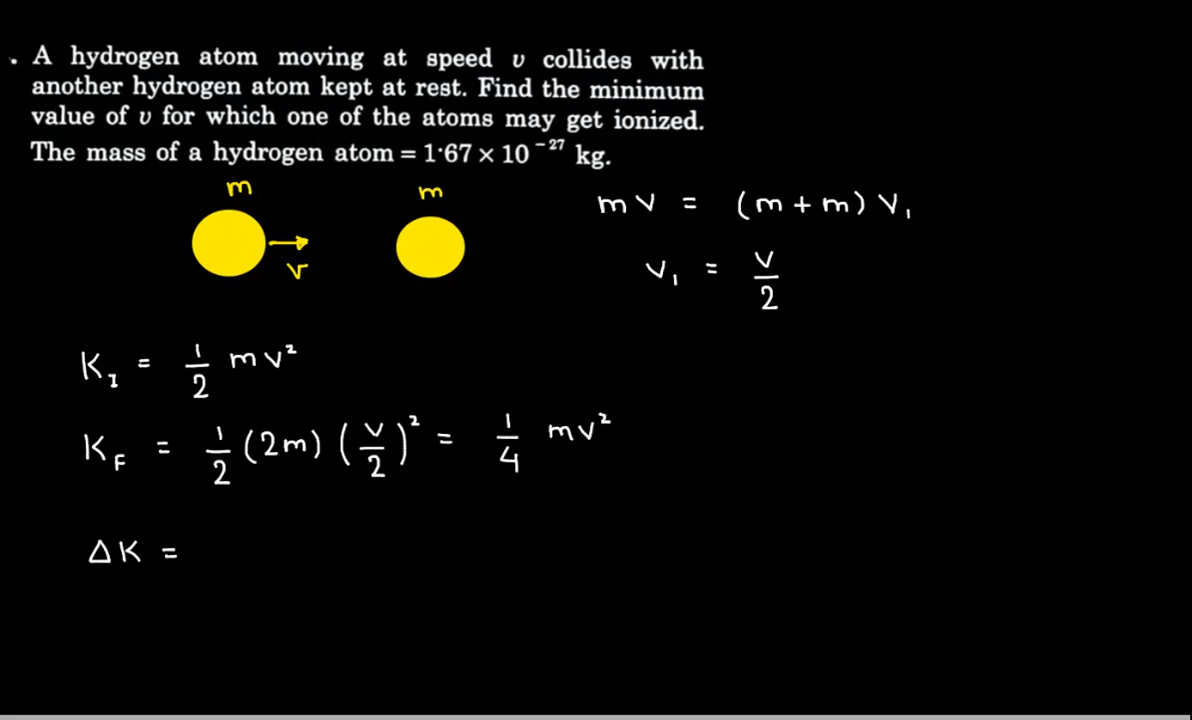 . A hydrogen atom moving at speed v collides with
another hydrogen atom kept at rest. Find the minimum
value of v for which one of the atoms may get ionized.
The mass of a hydrogen atom = 1·67 × 10⁻²⁷ kg.
m m
v
mv = (m + m) v₁
v₁ = v/2
K_I = 1/2 mv²
K_F = 1/2 (2m) (v/2)² = 1/4 mv²
ΔK =